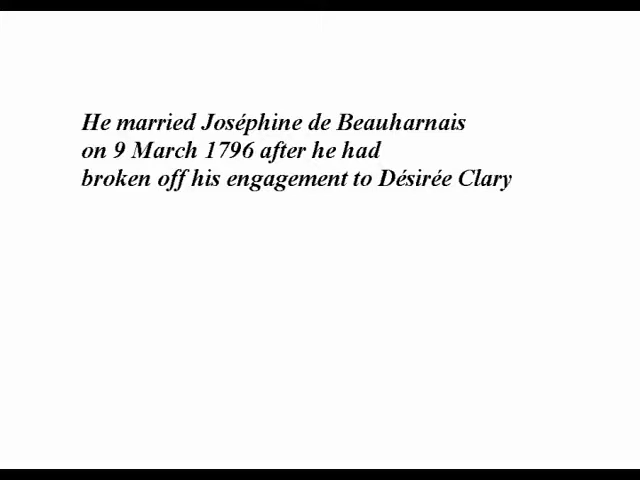 He married Joséphine de Beauharnais
on 9 March 1796 after he had
broken off his engagement to Désirée Clary